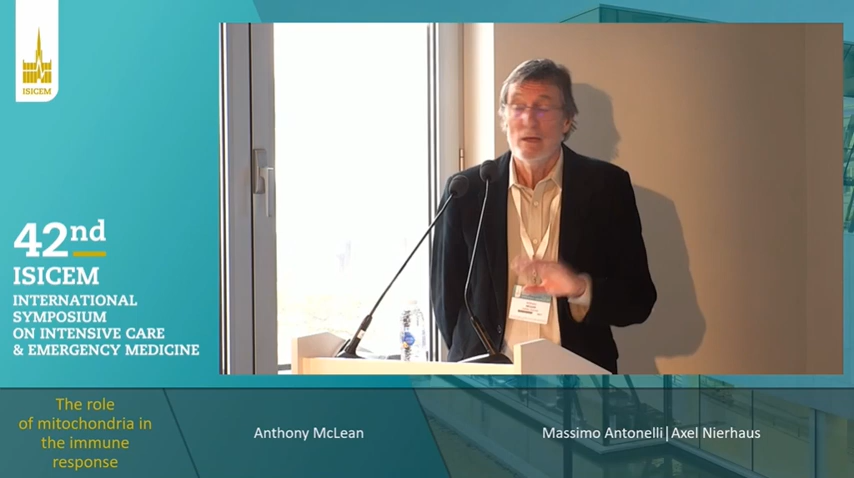 ISICEM
42nd
ISICEM
INTERNATIONAL
SYMPOSIUM
ON INTENSIVE CARE
& EMERGENCY MEDICINE
The role
of mitochondria in
the immune
response
Anthony McLean
Massimo Antonelli|Axel Nierhaus